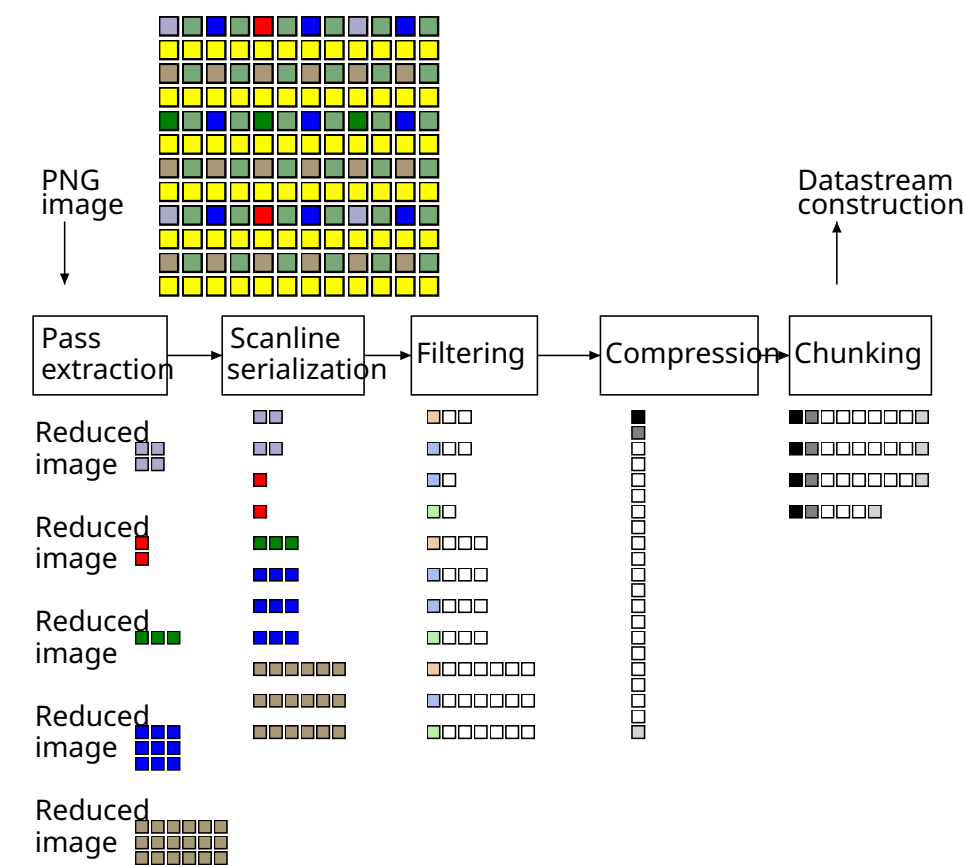 PNG
image
Datastream
construction
Pass
extraction
Scanline
serialization
Filtering
Compression
Chunking
Reduced
image
Reduced
image
Reduced
image
Reduced
image
Reduced
image